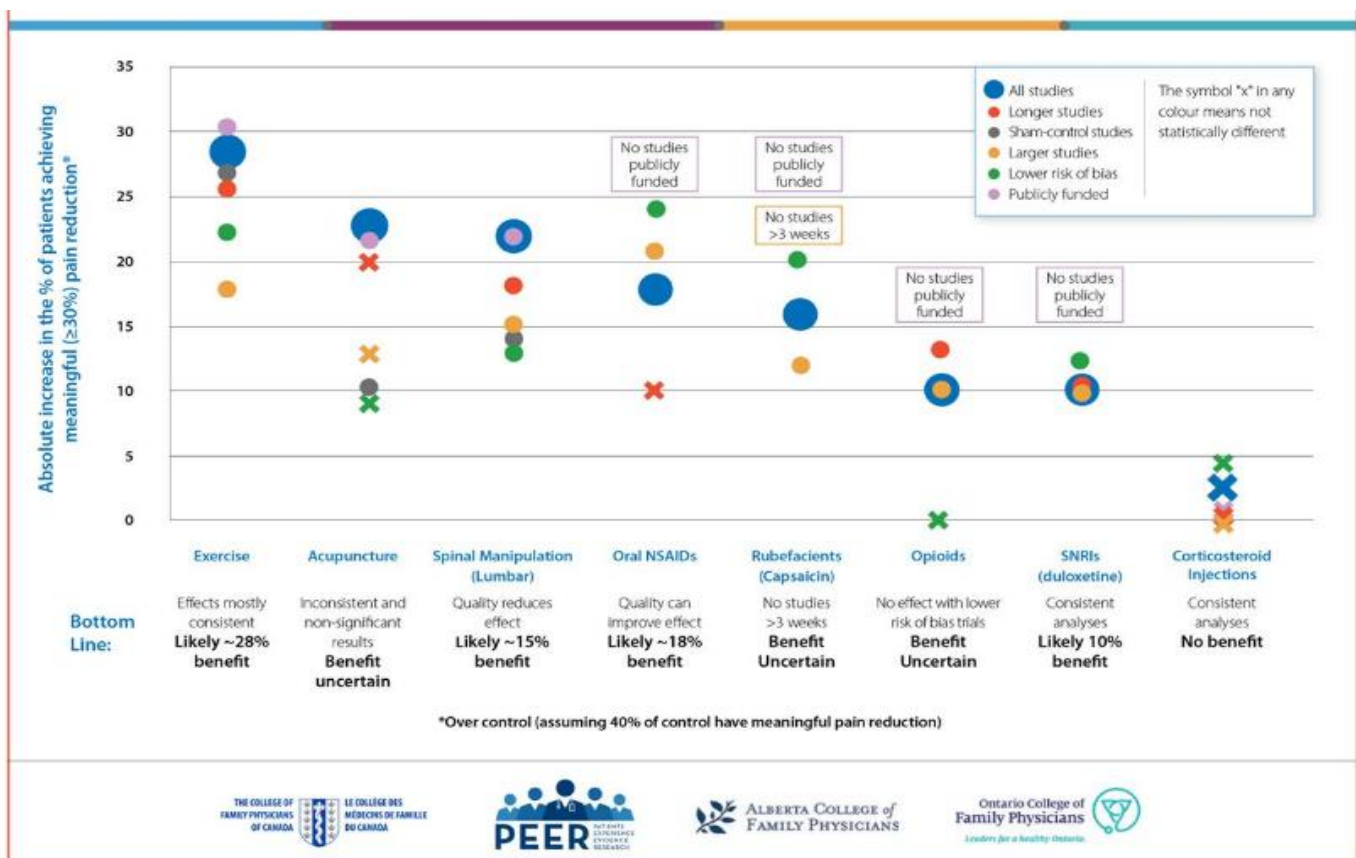 35
30
25
20
15
10
5
0
Absolute increase in the % of patients achieving
meaningful (≥30%) pain reduction*
All studies
Longer studies
Sham-control studies
Larger studies
Lower risk of bias
Publicly funded
The symbol "x" in any
colour means not
statistically different
No studies
publicly
funded
No studies
publicly
funded
No studies
>3 weeks
No studies
publicly
funded
No studies
publicly
funded
Exercise
Acupuncture
Spinal Manipulation
(Lumbar)
Oral NSAIDs
Rubefacients
(Capsaicin)
Opioids
SNRIs
(duloxetine)
Corticosteroid
Injections
Bottom
Line:
Effects mostly
consistent
Likely ~28%
benefit
Inconsistent and
non-significant
results
Benefit
uncertain
Quality reduces
effect
Likely ~15%
benefit
Quality can
improve effect
Likely ~18%
benefit
No studies
>3 weeks
Benefit
Uncertain
No effect with lower
risk of bias trials
Benefit
Uncertain
Consistent
analyses
Likely 10%
benefit
Consistent
analyses
No benefit
*Over control (assuming 40% of control have meaningful pain reduction)
THE COLLEGE OF
FAMILY PHYSICIANS
OF CANADA
LE COLLÈGE DES
MÉDECINS DE FAMILLE
DU CANADA
PEER
PATIENTS
EXPERIENCE
EVIDENCE
RESEARCH
ALBERTA COLLEGE of
FAMILY PHYSICIANS
Ontario College of
Family Physicians
Leaders for a healthy Ontario